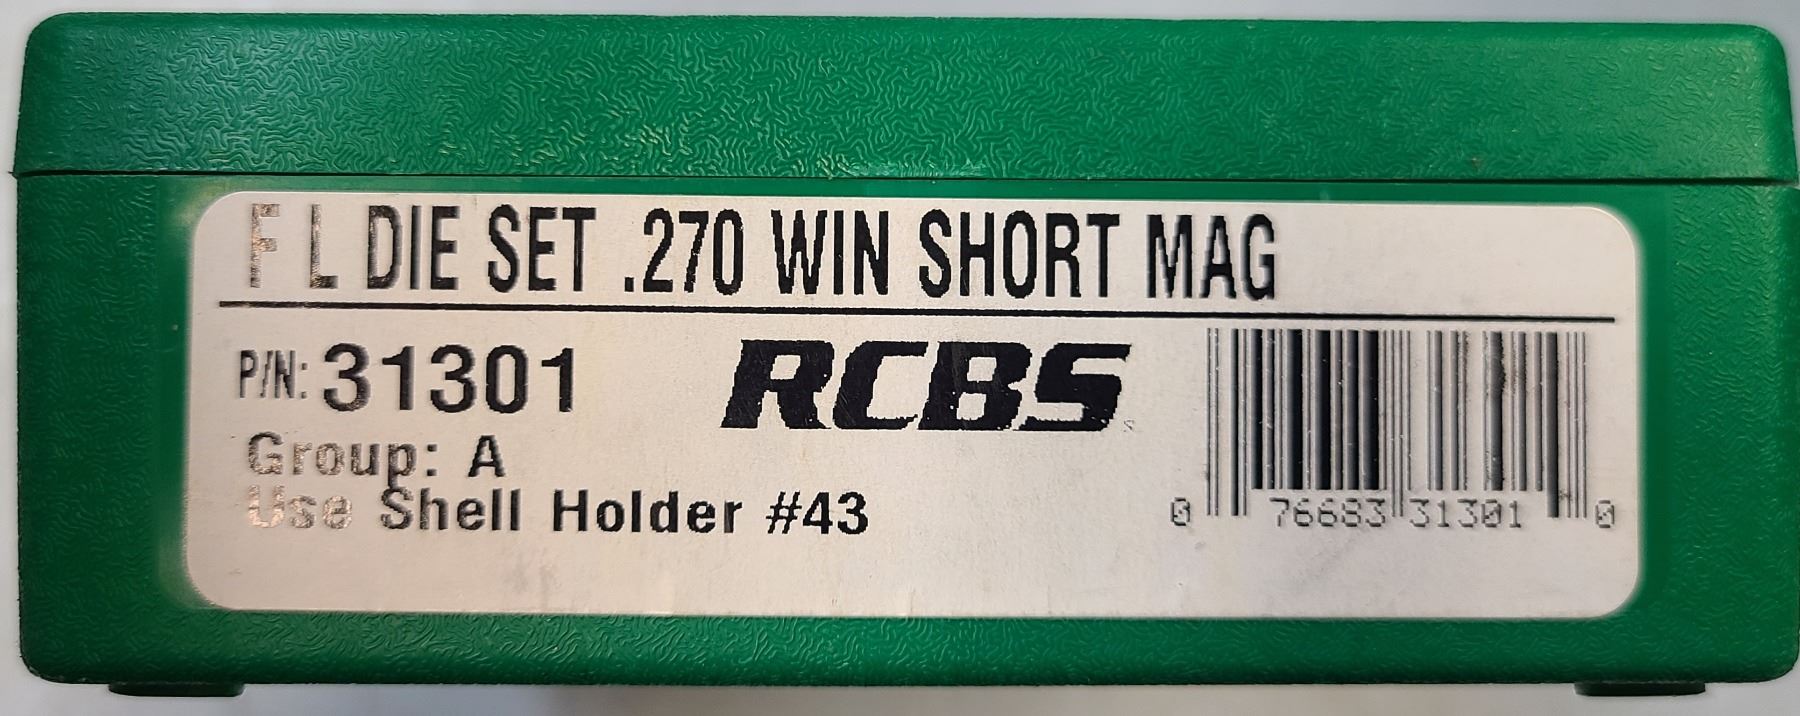 F L DIE SET .270 WIN SHORT MAG
P/N: 31301
RCBS
Group: A
Use Shell Holder #43
0 76683 31301 0